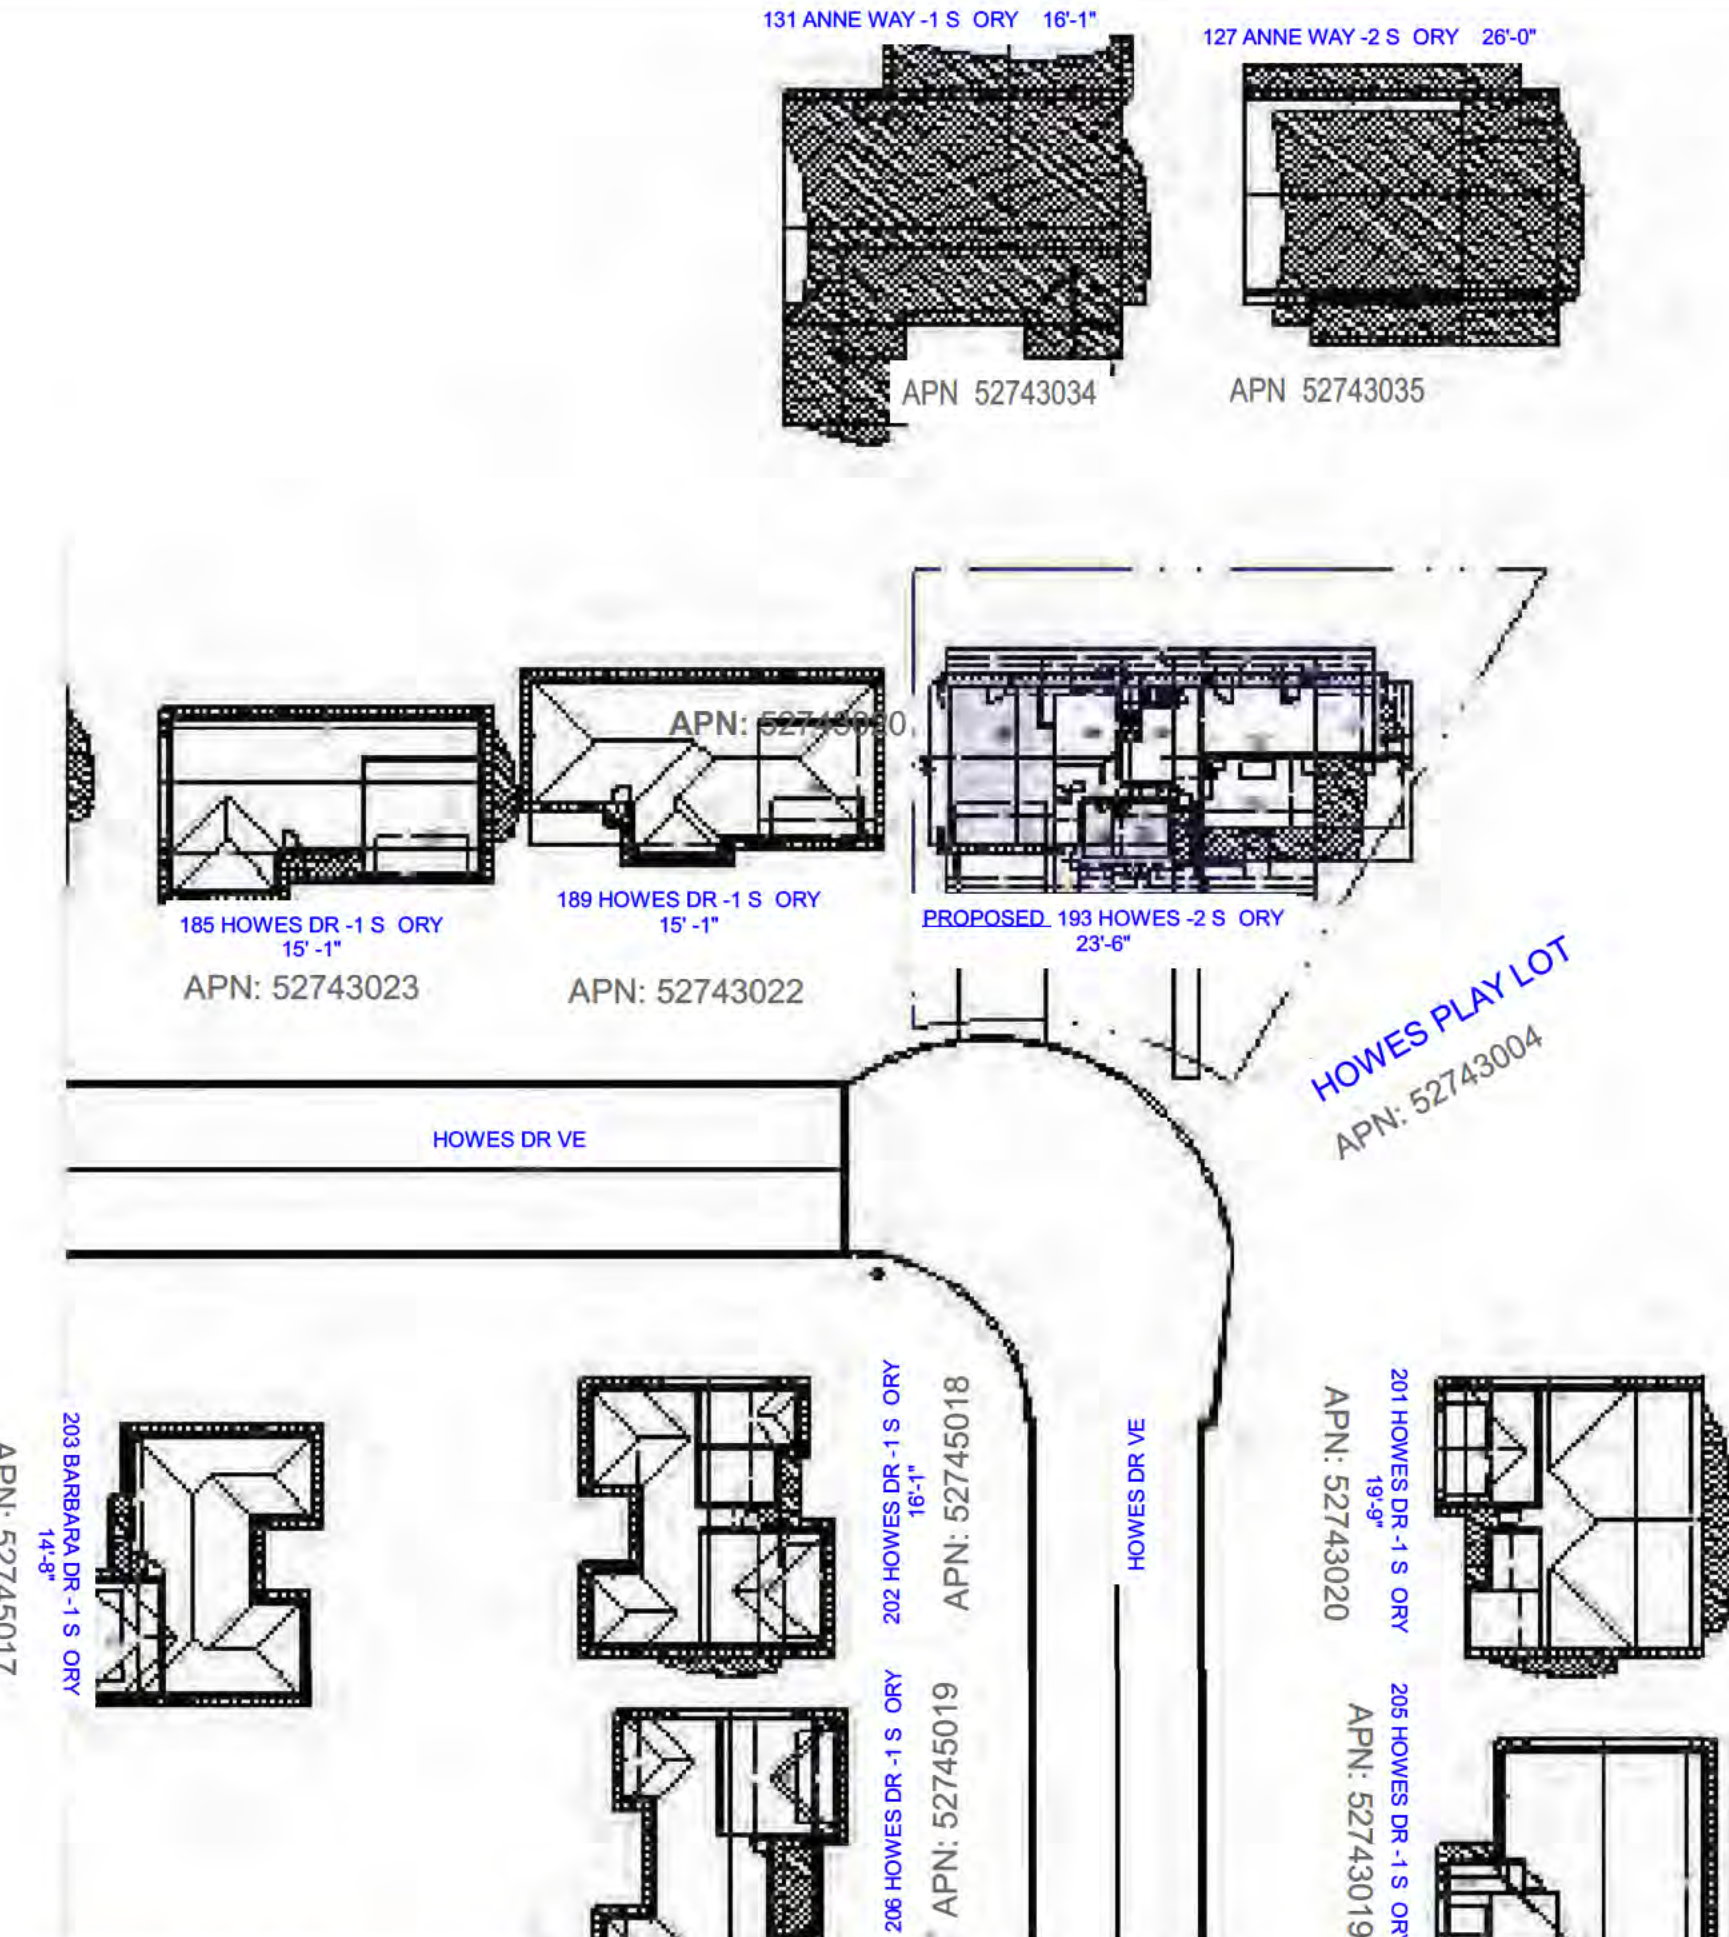 131 ANNE WAY -1 S ORY 16'-1"
127 ANNE WAY -2 S ORY 26'-0"
APN 52743034
APN 52743035
APN: 52743020
185 HOWES DR -1 S ORY
15' -1"
APN: 52743023
189 HOWES DR -1 S ORY
15' -1"
APN: 52743022
PROPOSED 193 HOWES -2 S ORY
23'-6"
HOWES PLAY LOT
APN: 52743004
HOWES DR VE
HOWES DR VE
203 BARBARA DR -1 S ORY
14'-8"
APN: 52745017
202 HOWES DR -1 S ORY
16'-1"
APN: 52745018
201 HOWES DR -1 S ORY
19'-9"
APN: 52743020
206 HOWES DR -1 S ORY
APN: 52745019
205 HOWES DR -1 S ORY
APN: 52743019